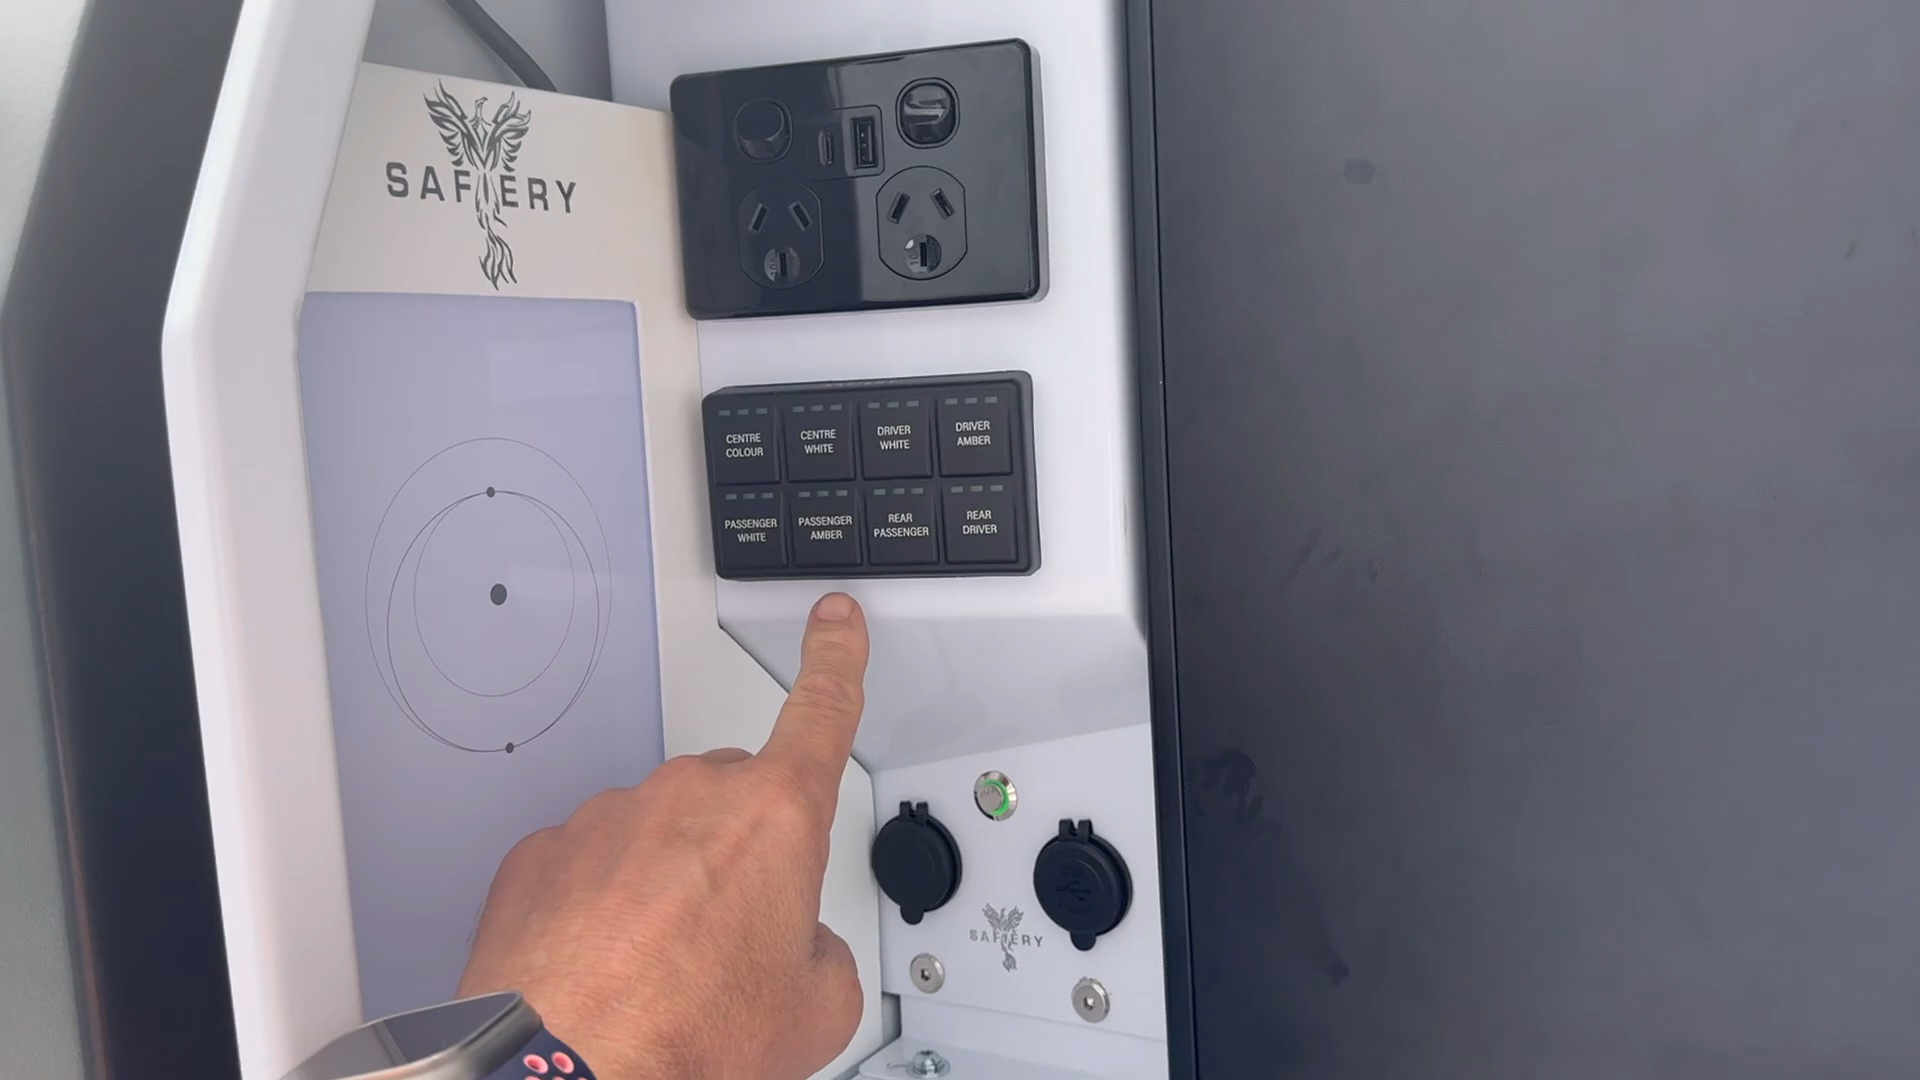 SAFIERY
CENTRE
COLOUR
CENTRE
WHITE
DRIVER
WHITE
DRIVER
AMBER
PASSENGER
WHITE
PASSENGER
AMBER
REAR
PASSENGER
REAR
DRIVER
SAFIERY